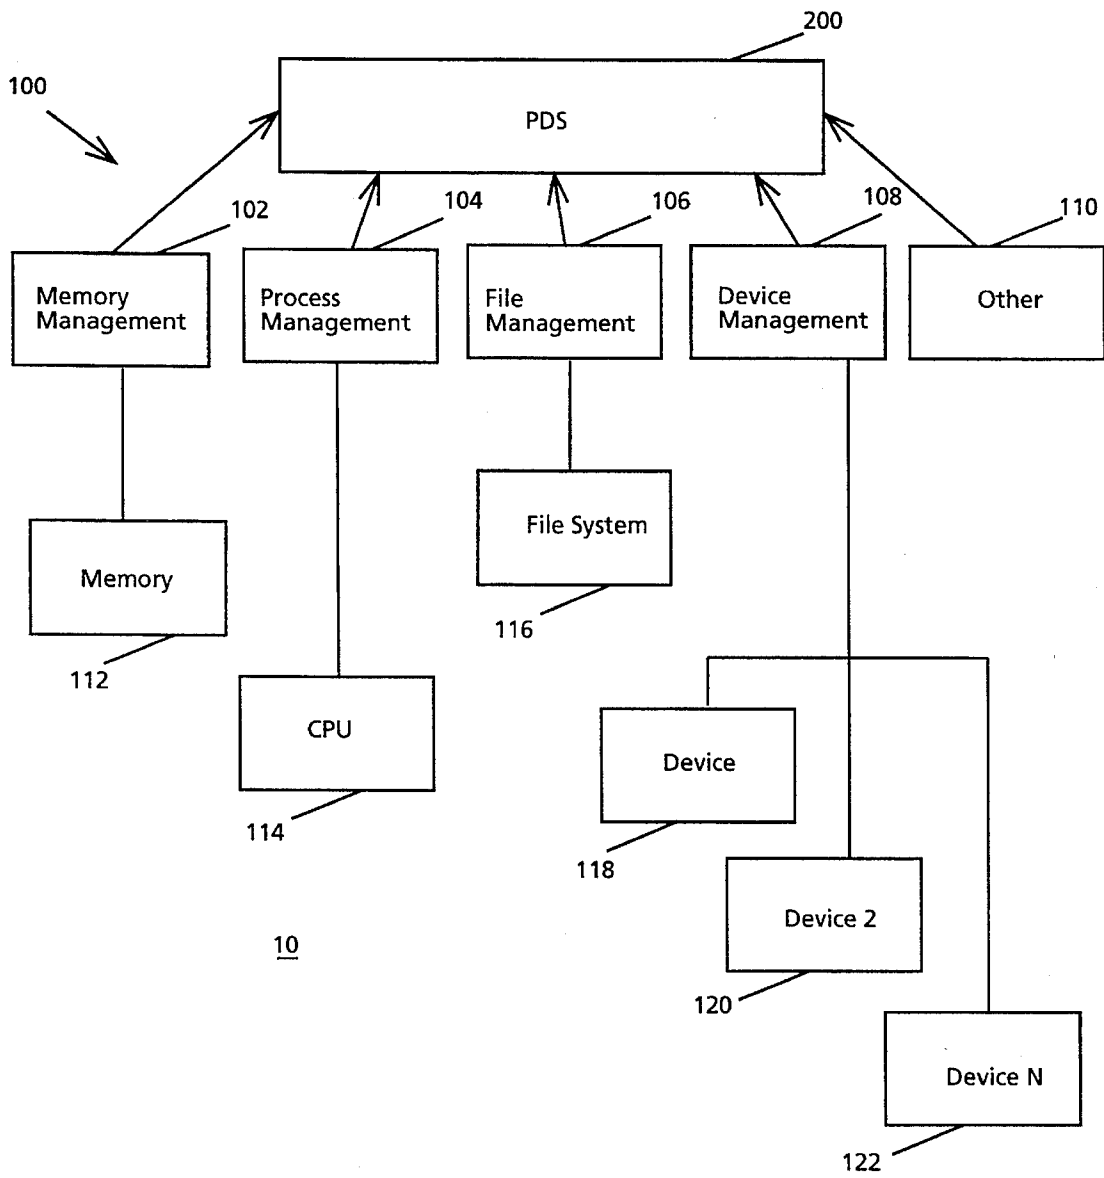 200
100
PDS
102
104
106
108
110
Memory
Management
Process
Management
File
Management
Device
Management
Other
File System
Memory
116
112
CPU
Device
114
118
Device 2
10
120
Device N
122